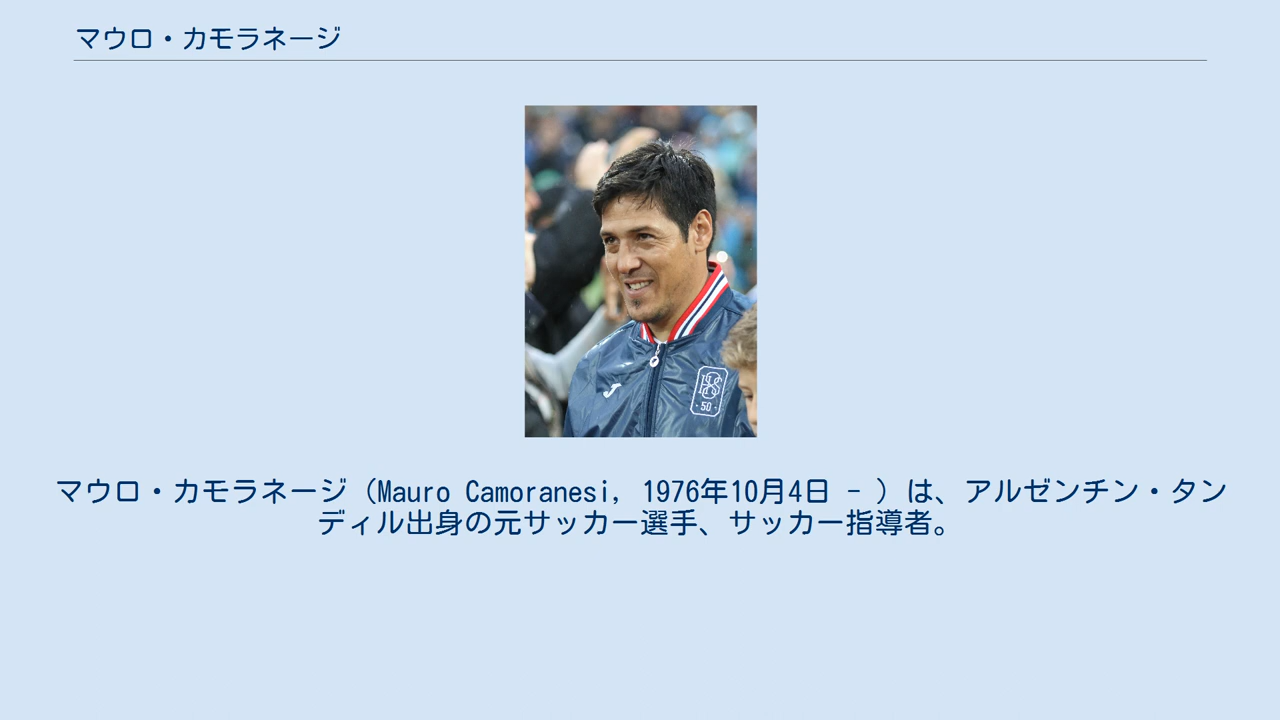 マウロ・カモラネージ
50
マウロ・カモラネージ（Mauro Camoranesi, 1976年10月4日 - ）は、アルゼンチン・タン
ディル出身の元サッカー選手、サッカー指導者。